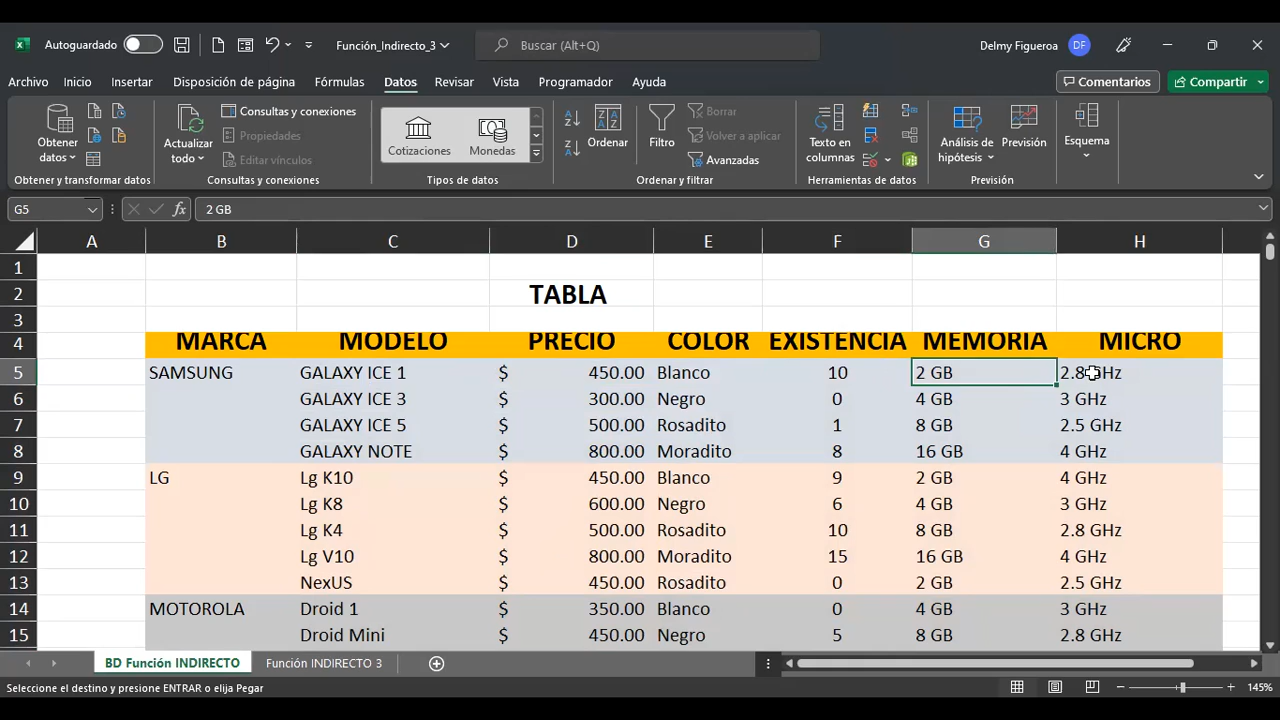 Autoguardado Función_Indirecto_3 Buscar (Alt+Q) Delmy Figueroa DF
Archivo Inicio Insertar Disposición de página Fórmulas Datos Revisar Vista Programador Ayuda Comentarios Compartir
Obtener datos
Actualizar todo
Consultas y conexiones
Propiedades
Editar vínculos
Cotizaciones Monedas
Ordenar
Filtro
Borrar
Volver a aplicar
Avanzadas
Texto en columnas
Análisis de hipótesis
Previsión
Esquema
Obtener y transformar datos Consultas y conexiones Tipos de datos Ordenar y filtrar Herramientas de datos Previsión
G5 fx 2 GB
A B C D E F G H
1
2 TABLA
3
4 MARCA MODELO PRECIO COLOR EXISTENCIA MEMORIA MICRO
5 SAMSUNG GALAXY ICE 1 $ 450.00 Blanco 10 2 GB 2.8 GHz
6 GALAXY ICE 3 $ 300.00 Negro 0 4 GB 3 GHz
7 GALAXY ICE 5 $ 500.00 Rosadito 1 8 GB 2.5 GHz
8 GALAXY NOTE $ 800.00 Moradito 8 16 GB 4 GHz
9 LG Lg K10 $ 450.00 Blanco 9 2 GB 4 GHz
10 Lg K8 $ 600.00 Negro 6 4 GB 3 GHz
11 Lg K4 $ 500.00 Rosadito 10 8 GB 2.8 GHz
12 Lg V10 $ 800.00 Moradito 15 16 GB 4 GHz
13 NexUS $ 450.00 Rosadito 0 2 GB 2.5 GHz
14 MOTOROLA Droid 1 $ 350.00 Blanco 0 4 GB 3 GHz
15 Droid Mini $ 450.00 Negro 5 8 GB 2.8 GHz
BD Función INDIRECTO Función INDIRECTO 3
Seleccione el destino y presione ENTRAR o elija Pegar 145%